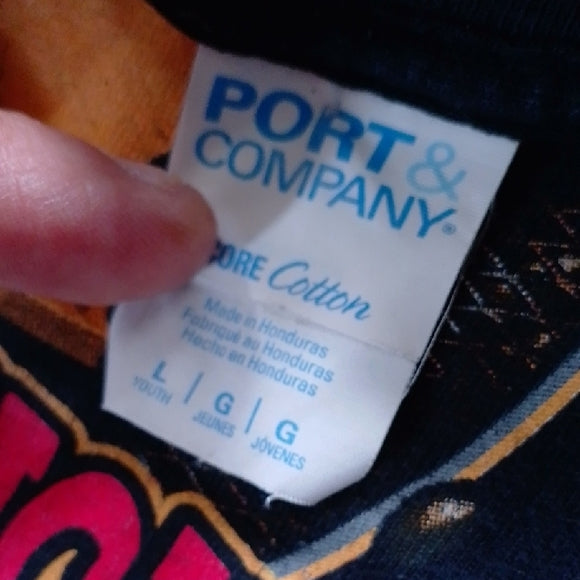 PORT &
COMPANY®
CORE Cotton
Made in Honduras
Fabriqué au Honduras
Hecho en Honduras
L | G | G
YOUTH JEUNES JÓVENES